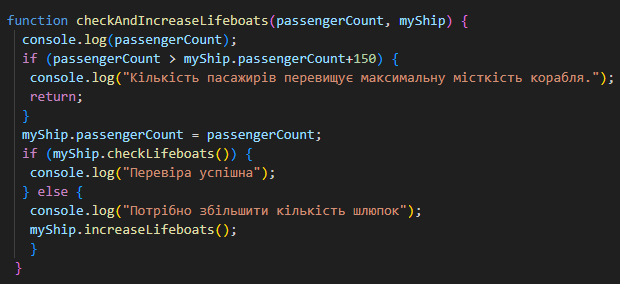 function checkAndIncreaseLifeboats(passengerCount, myShip) {
console.log(passengerCount);
if (passengerCount > myShip.passengerCount+150) {
console.log("Кількість пасажирів перевищує максимальну місткість корабля.");
return;
}
myShip.passengerCount = passengerCount;
if (myShip.checkLifeboats()) {
console.log("Перевіра успішна");
} else {
console.log("Потрібно збільшити кількість шлюпок");
myShip.increaseLifeboats();
}
}